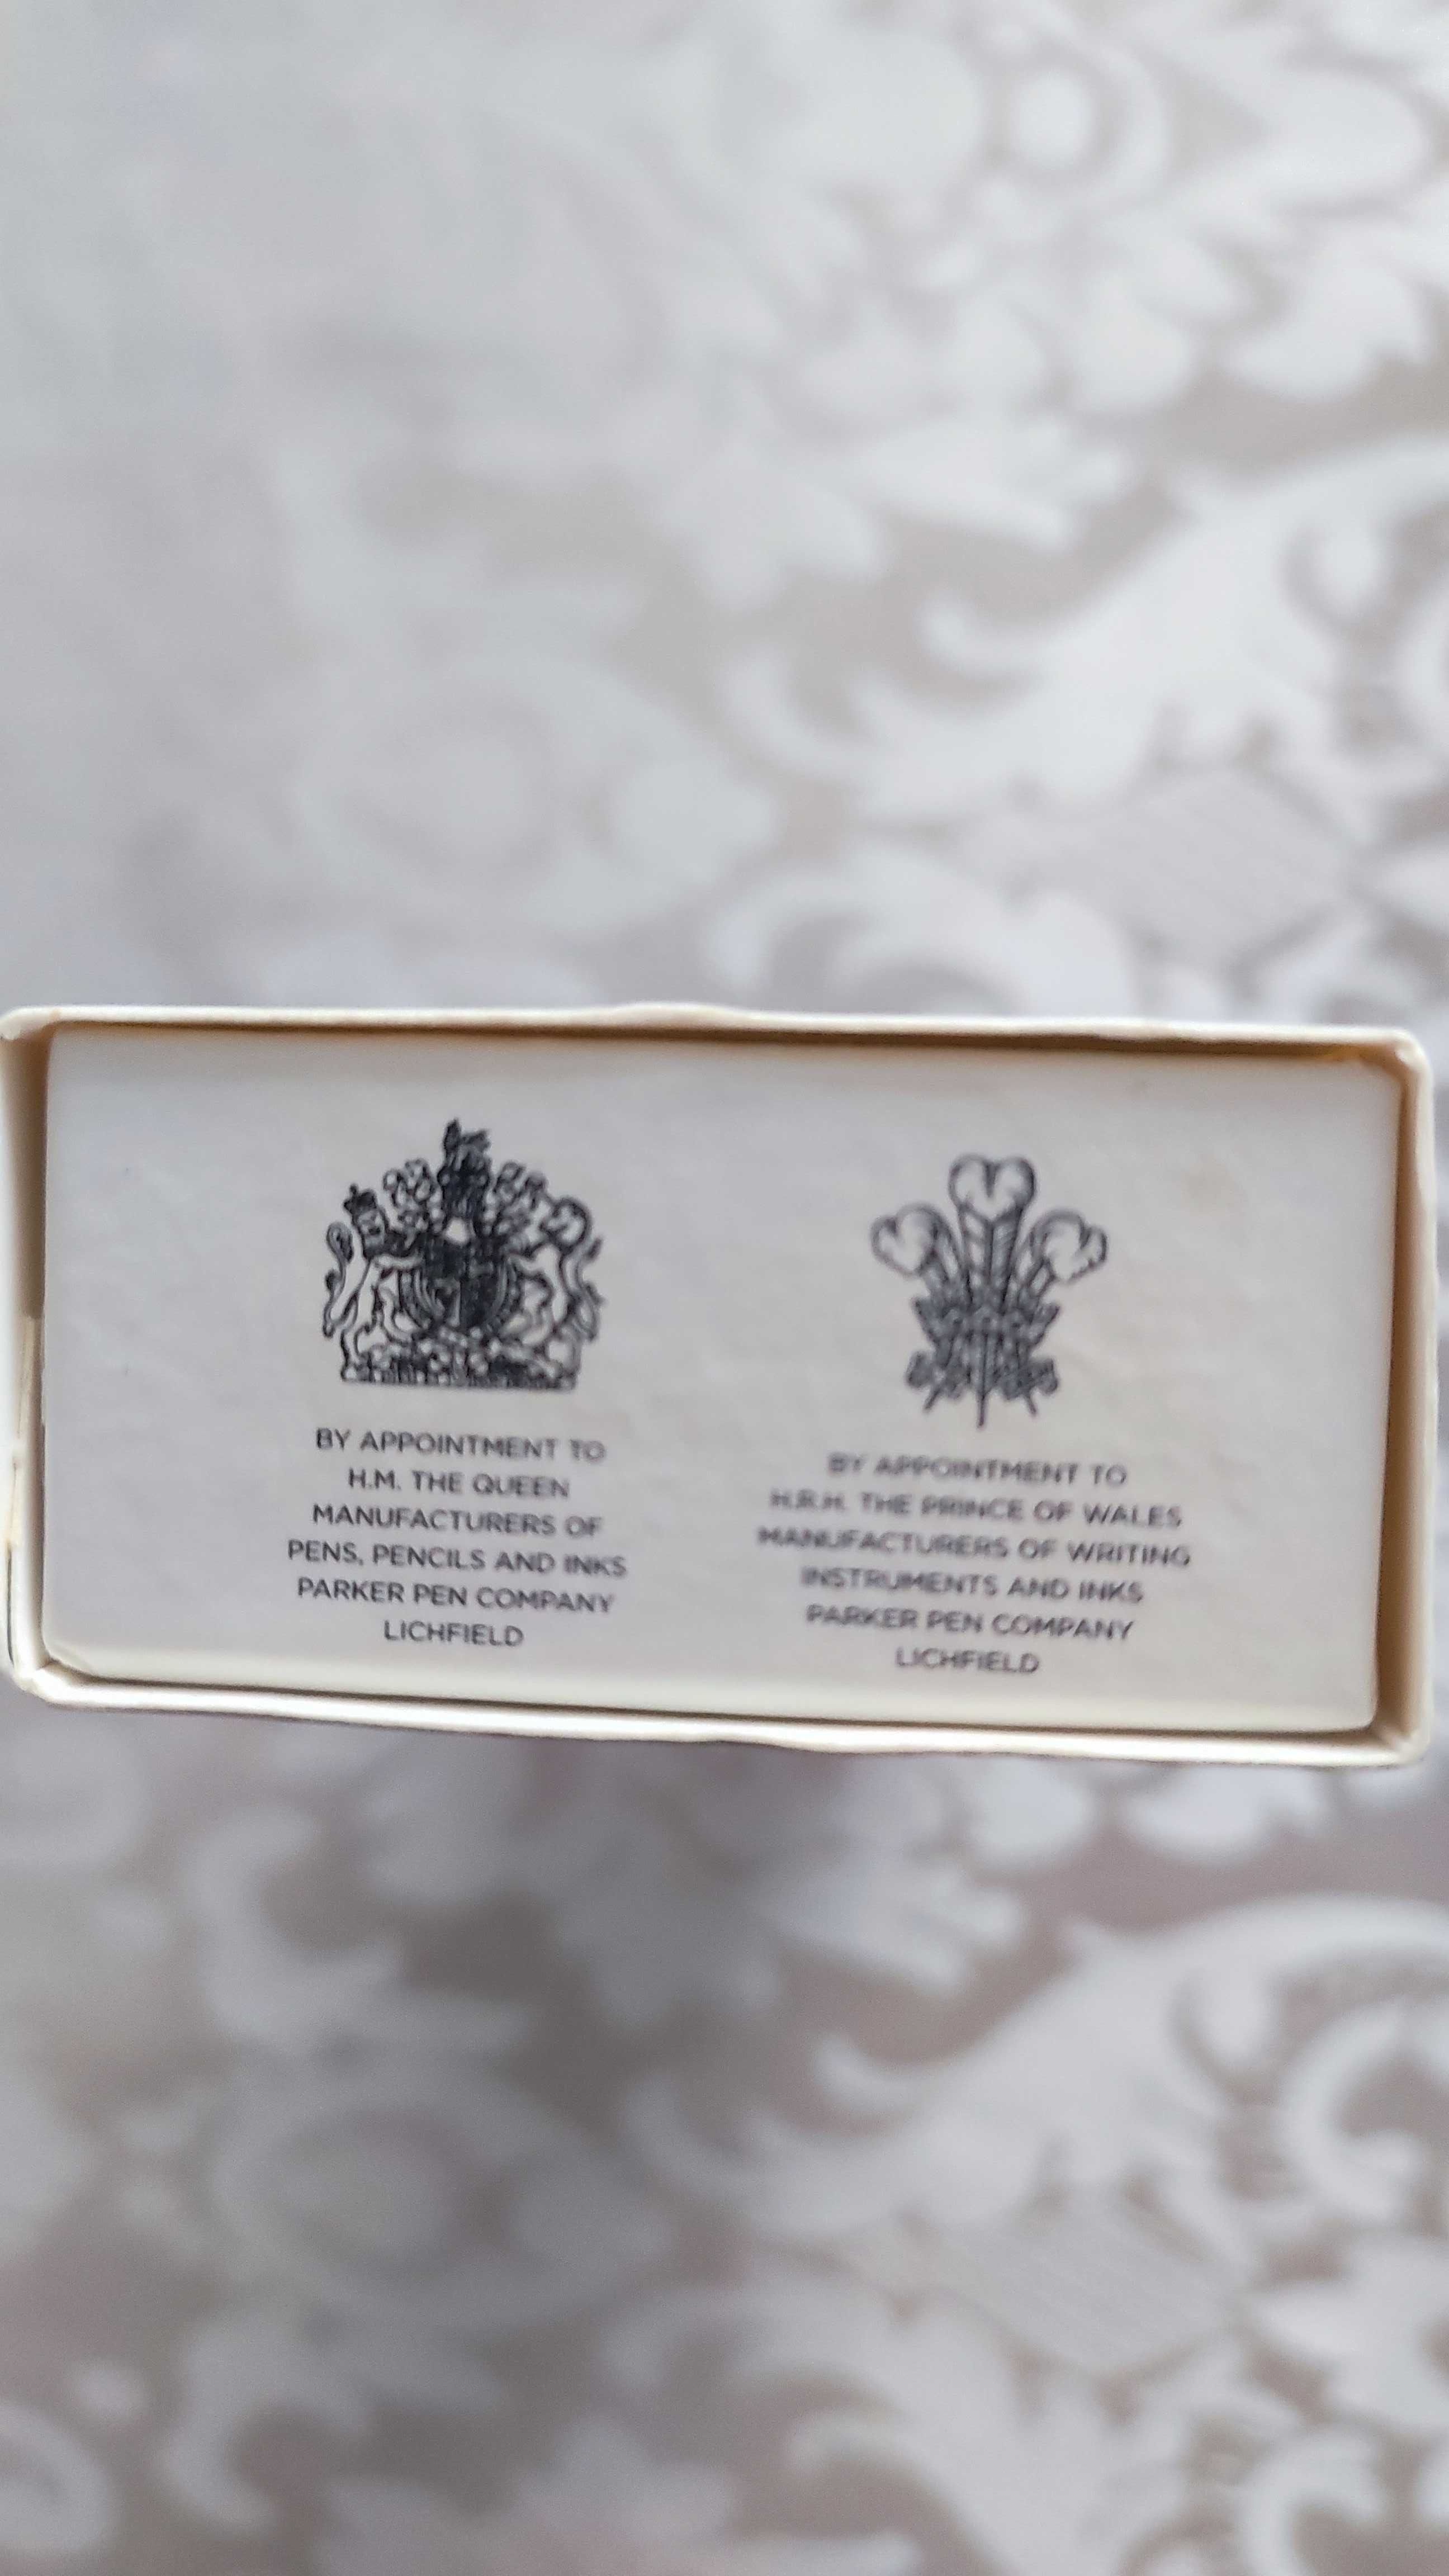 BY APPOINTMENT TO
H.M. THE QUEEN
MANUFACTURERS OF
PENS, PENCILS AND INKS
PARKER PEN COMPANY
LICHFIELD
BY APPOINTMENT TO
H.R.H. THE PRINCE OF WALES
MANUFACTURERS OF WRITING
INSTRUMENTS AND INKS
PARKER PEN COMPANY
LICHFIELD